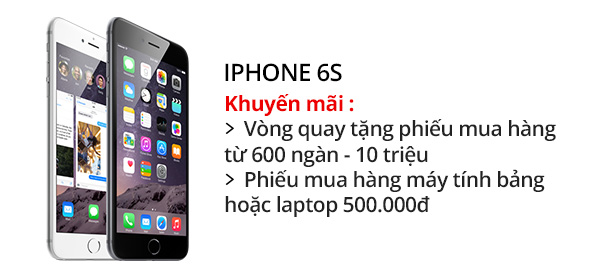 IPHONE 6S
Khuyến mãi :
> Vòng quay tặng phiếu mua hàng
từ 600 ngàn - 10 triệu
> Phiếu mua hàng máy tính bảng
hoặc laptop 500.000đ